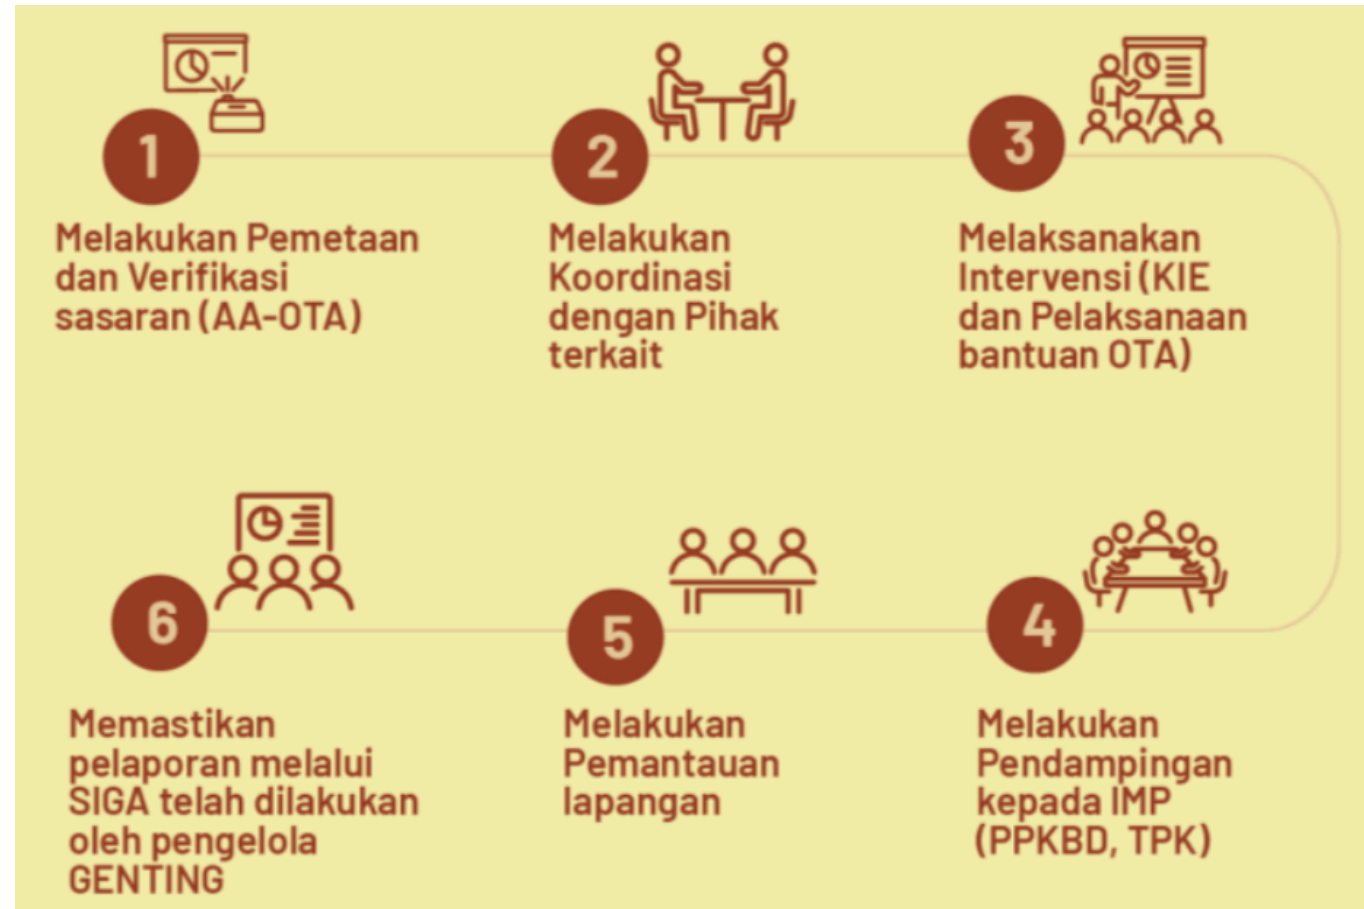 1
Melakukan Pemetaan
dan Verifikasi
sasaran (AA-OTA)
2
Melakukan
Koordinasi
dengan Pihak
terkait
3
Melaksanakan
Intervensi (KIE
dan Pelaksanaan
bantuan OTA)
4
Melakukan
Pendampingan
kepada IMP
(PPKBD, TPK)
5
Melakukan
Pemantauan
lapangan
6
Memastikan
pelaporan melalui
SIGA telah dilakukan
oleh pengelola
GENTING